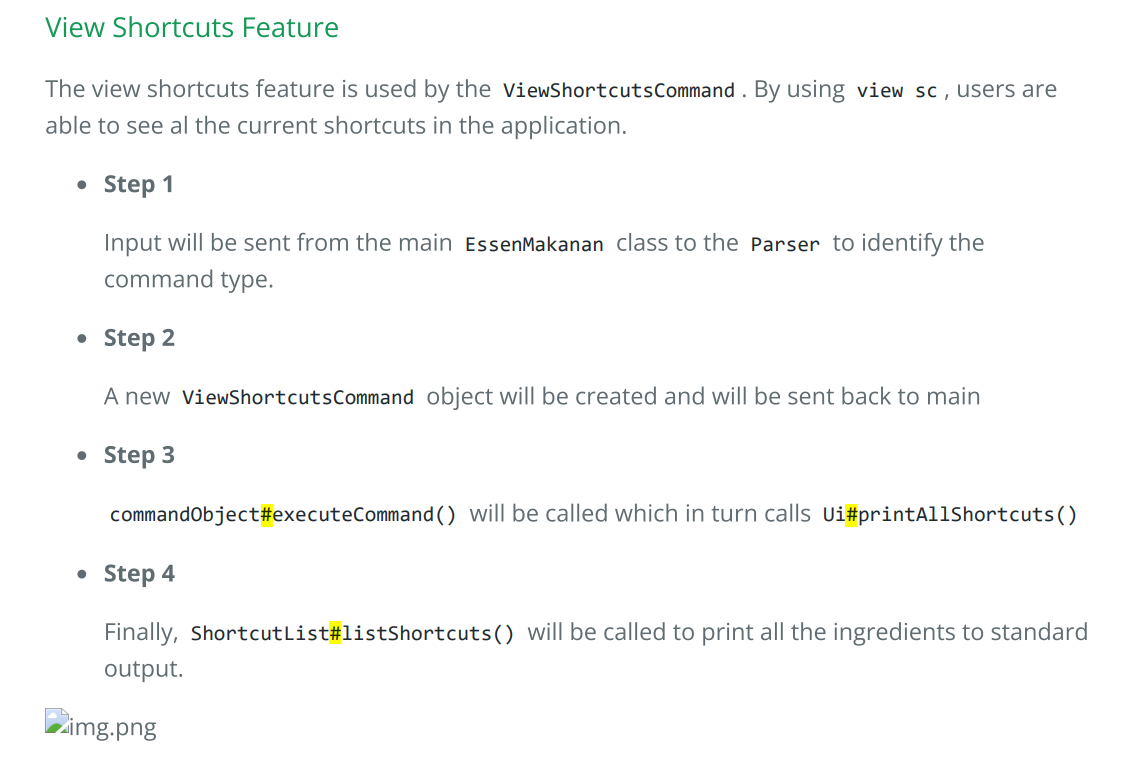 View Shortcuts Feature
The view shortcuts feature is used by the ViewShortcutsCommand. By using view sc, users are
able to see al the current shortcuts in the application.
• Step 1
Input will be sent from the main EssenMakanan class to the Parser to identify the
command type.
• Step 2
A new ViewShortcutsCommand object will be created and will be sent back to main
• Step 3
commandObject#executeCommand() will be called which in turn calls Ui#printAllShortcuts()
• Step 4
Finally, ShortcutList#listShortcuts() will be called to print all the ingredients to standard
output.
img.png